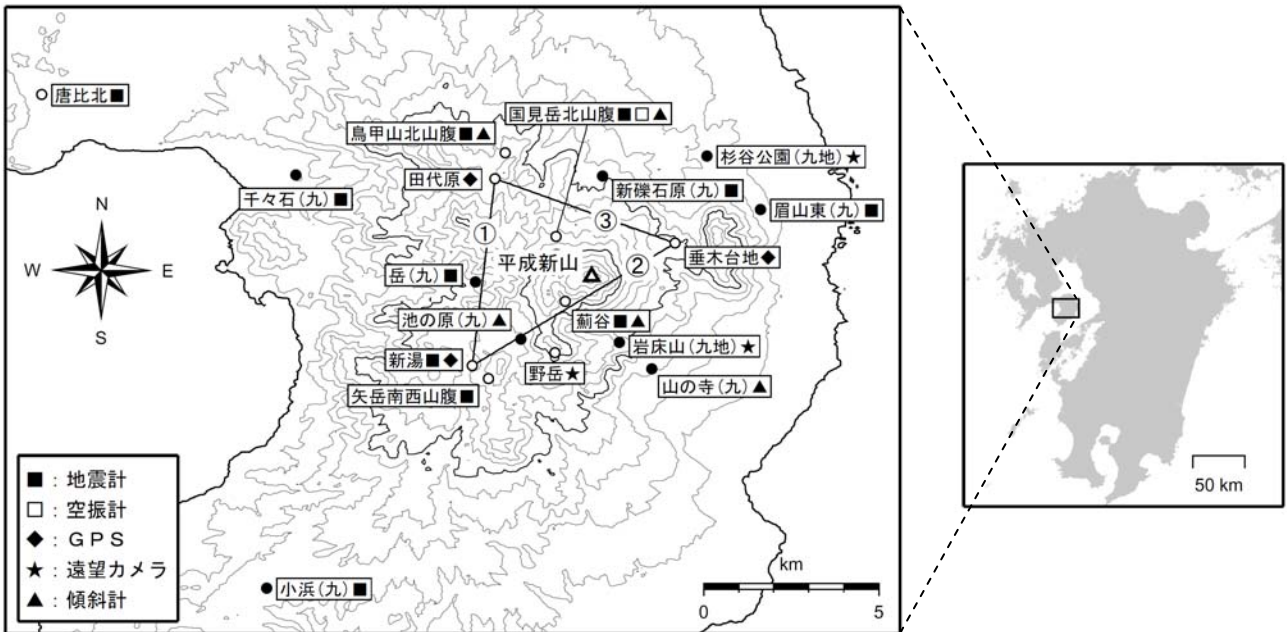 唐比北■
国見岳北山腹■□▲
鳥甲山北山腹■▲
杉谷公園(九地)★
田代原◆
千々石(九)■
新礫石原(九)■
眉山東(九)■
N
W
E
S
①
③
②
平成新山
垂木台地◆
岳(九)■
池の原(九)▲
薊谷■▲
新湯■◆
岩床山(九地)★
野岳★
山の寺(九)▲
矢岳南西山腹■
■：地震計
□：空振計
◆：GPS
★：遠望カメラ
▲：傾斜計
小浜(九)■
km
0
5
50 km